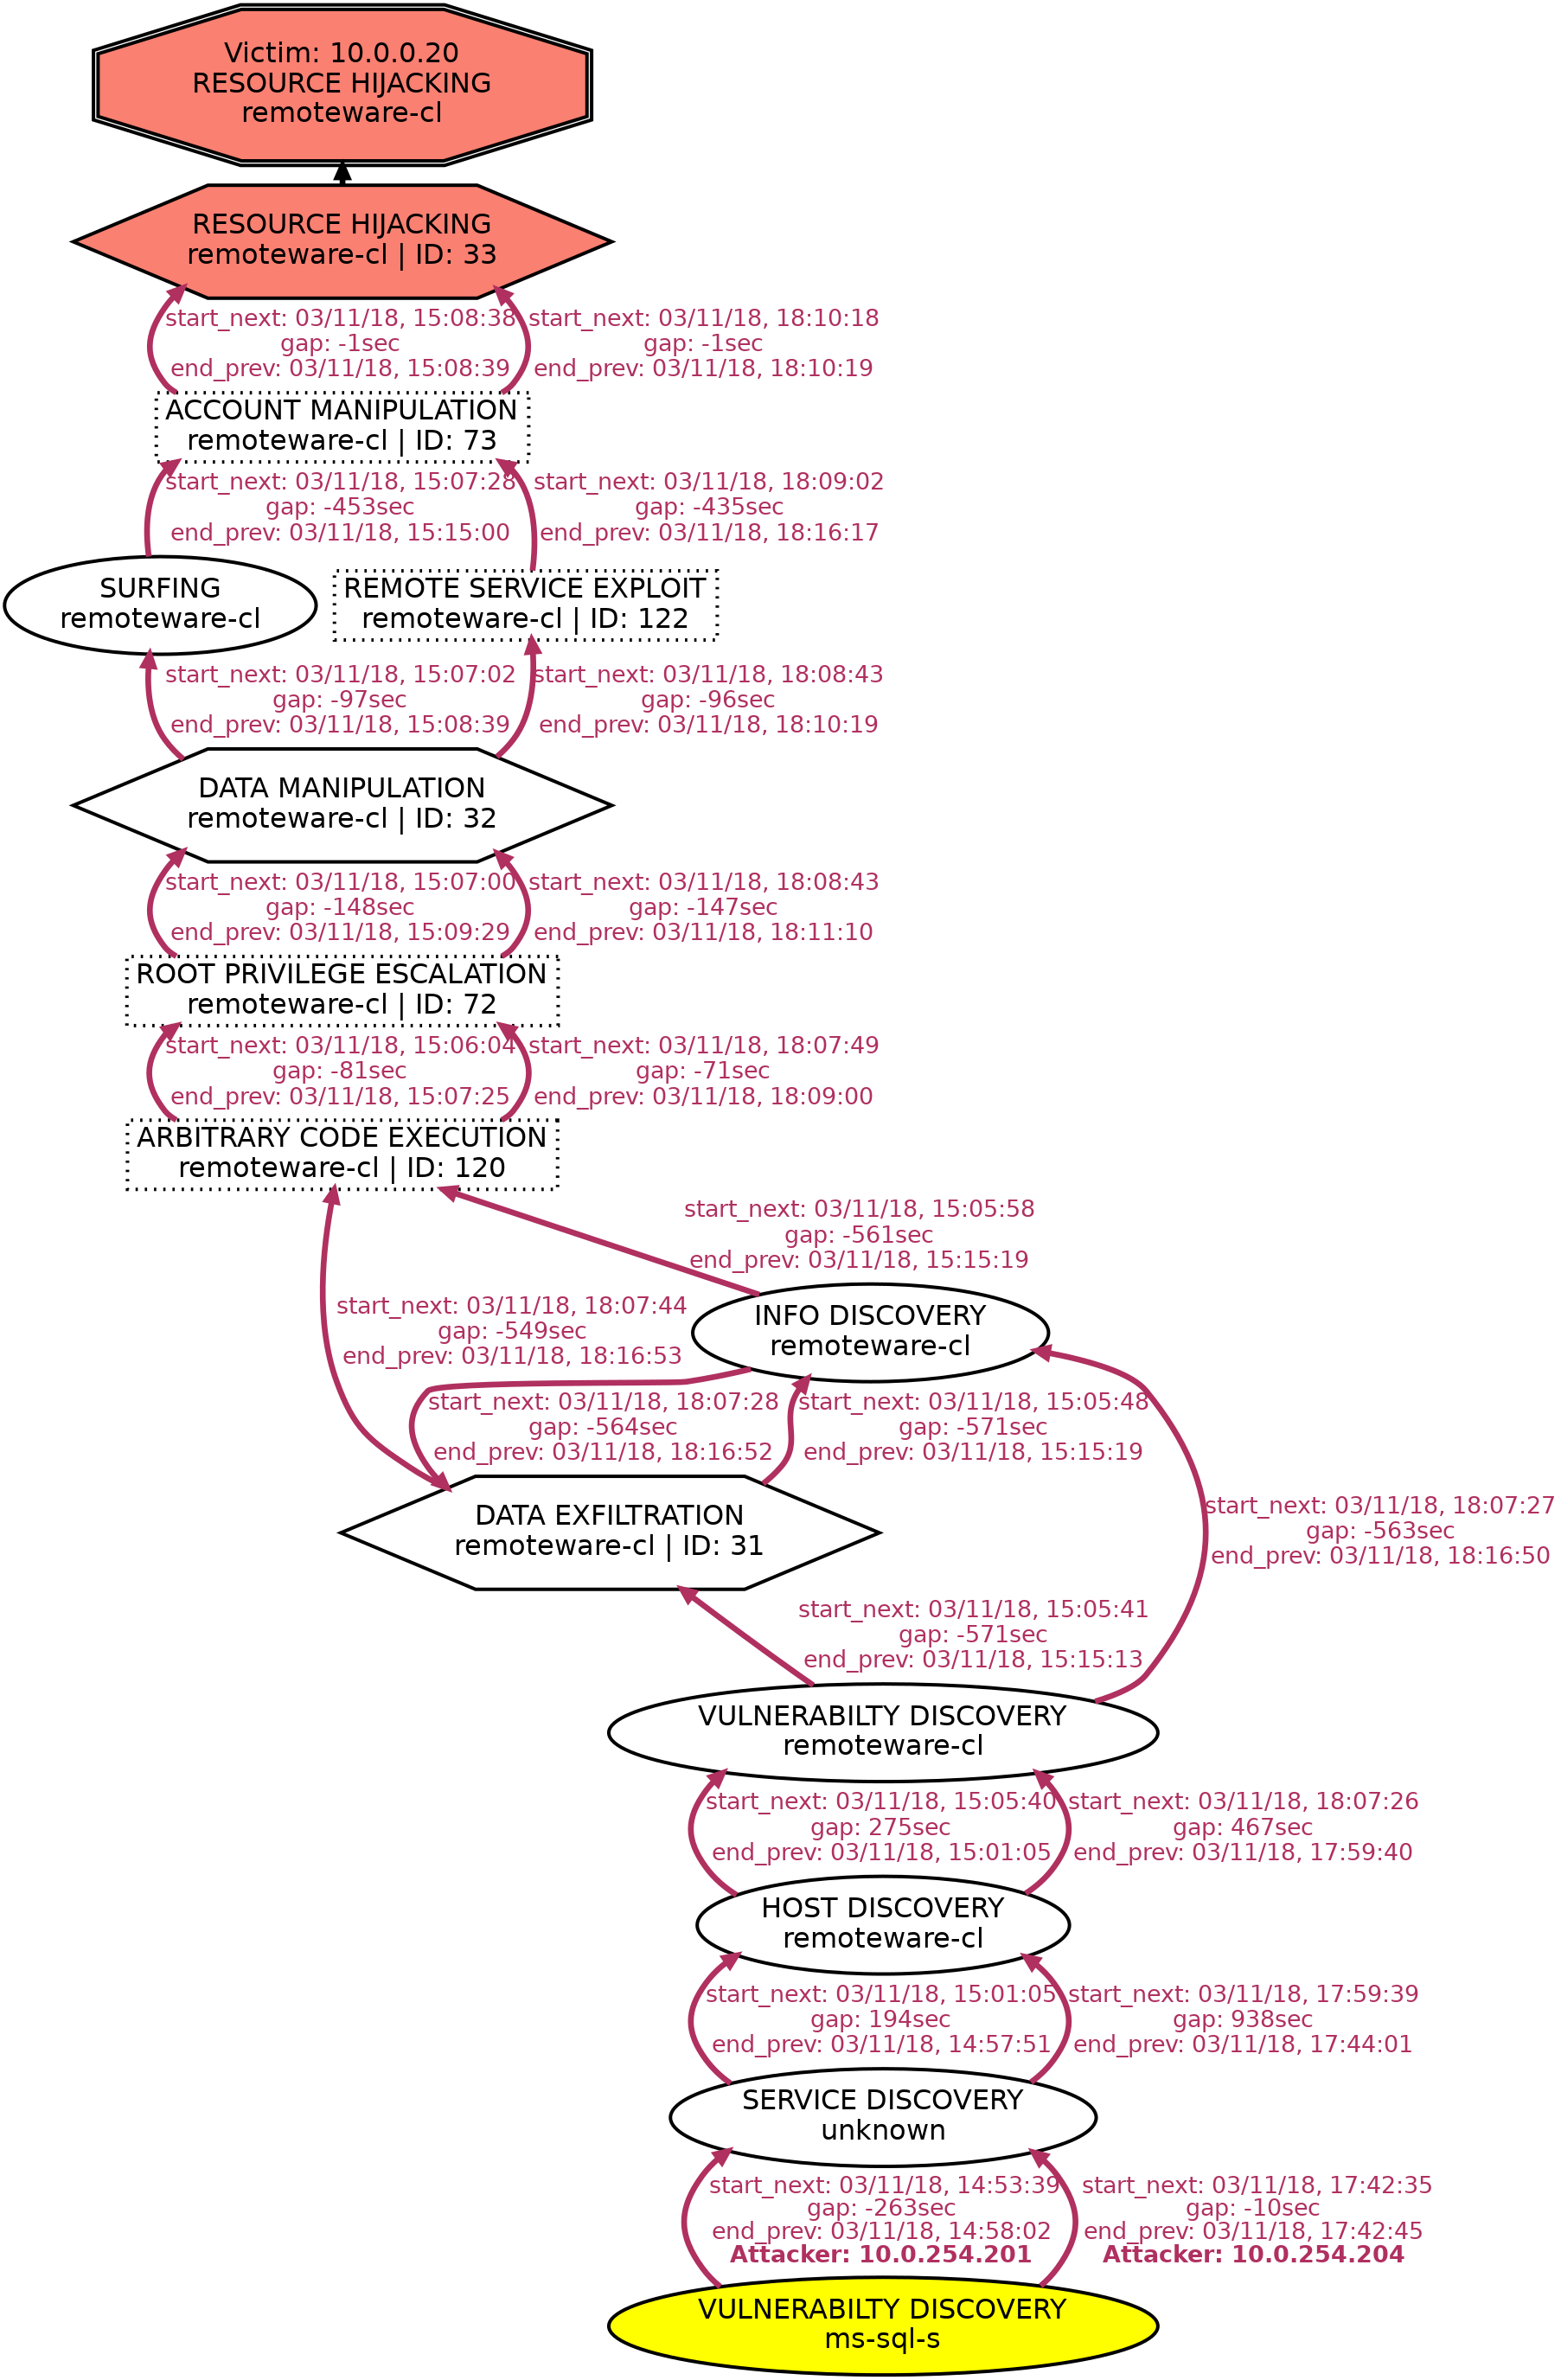 Victim: 10.0.0.20
RESOURCE HIJACKING
remoteware-cl
RESOURCE HIJACKING
remoteware-cl | ID: 33
start_next: 03/11/18, 15:08:38
gap: -1sec
end_prev: 03/11/18, 15:08:39
start_next: 03/11/18, 18:10:18
gap: -1sec
end_prev: 03/11/18, 18:10:19
ACCOUNT MANIPULATION
remoteware-cl | ID: 73
start_next: 03/11/18, 15:07:28
gap: -453sec
end_prev: 03/11/18, 15:15:00
start_next: 03/11/18, 18:09:02
gap: -435sec
end_prev: 03/11/18, 18:16:17
SURFING
remoteware-cl
REMOTE SERVICE EXPLOIT
remoteware-cl | ID: 122
start_next: 03/11/18, 15:07:02
gap: -97sec
end_prev: 03/11/18, 15:08:39
start_next: 03/11/18, 18:08:43
gap: -96sec
end_prev: 03/11/18, 18:10:19
DATA MANIPULATION
remoteware-cl | ID: 32
start_next: 03/11/18, 15:07:00
gap: -148sec
end_prev: 03/11/18, 15:09:29
start_next: 03/11/18, 18:08:43
gap: -147sec
end_prev: 03/11/18, 18:11:10
ROOT PRIVILEGE ESCALATION
remoteware-cl | ID: 72
start_next: 03/11/18, 15:06:04
gap: -81sec
end_prev: 03/11/18, 15:07:25
start_next: 03/11/18, 18:07:49
gap: -71sec
end_prev: 03/11/18, 18:09:00
ARBITRARY CODE EXECUTION
remoteware-cl | ID: 120
start_next: 03/11/18, 15:05:58
gap: -561sec
end_prev: 03/11/18, 15:15:19
start_next: 03/11/18, 18:07:44
gap: -549sec
end_prev: 03/11/18, 18:16:53
INFO DISCOVERY
remoteware-cl
start_next: 03/11/18, 18:07:28
gap: -564sec
end_prev: 03/11/18, 18:16:52
start_next: 03/11/18, 15:05:48
gap: -571sec
end_prev: 03/11/18, 15:15:19
DATA EXFILTRATION
remoteware-cl | ID: 31
start_next: 03/11/18, 18:07:27
gap: -563sec
end_prev: 03/11/18, 18:16:50
start_next: 03/11/18, 15:05:41
gap: -571sec
end_prev: 03/11/18, 15:15:13
VULNERABILTY DISCOVERY
remoteware-cl
start_next: 03/11/18, 15:05:40
gap: 275sec
end_prev: 03/11/18, 15:01:05
start_next: 03/11/18, 18:07:26
gap: 467sec
end_prev: 03/11/18, 17:59:40
HOST DISCOVERY
remoteware-cl
start_next: 03/11/18, 15:01:05
gap: 194sec
end_prev: 03/11/18, 14:57:51
start_next: 03/11/18, 17:59:39
gap: 938sec
end_prev: 03/11/18, 17:44:01
SERVICE DISCOVERY
unknown
start_next: 03/11/18, 14:53:39
gap: -263sec
end_prev: 03/11/18, 14:58:02
Attacker: 10.0.254.201
start_next: 03/11/18, 17:42:35
gap: -10sec
end_prev: 03/11/18, 17:42:45
Attacker: 10.0.254.204
VULNERABILTY DISCOVERY
ms-sql-s